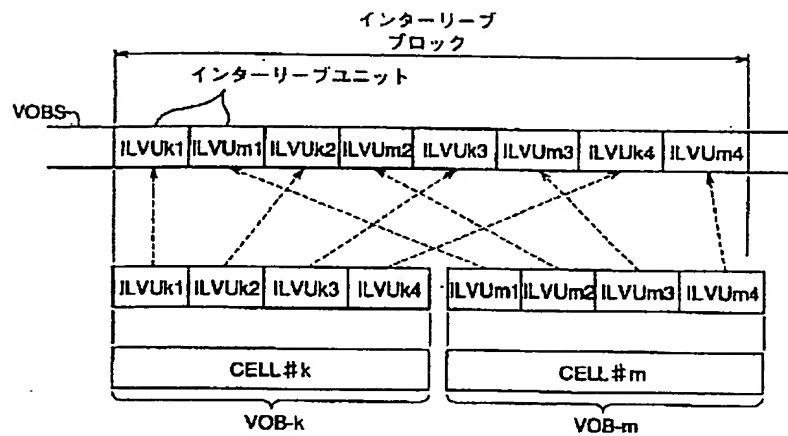 インターリーブ
ブロック
インターリーブユニット
VOBS
ILVUk1 ILVUm1 ILVUk2 ILVUm2 ILVUk3 ILVUm3 ILVUk4 ILVUm4
ILVUk1 ILVUk2 ILVUk3 ILVUk4 ILVUm1 ILVUm2 ILVUm3 ILVUm4
CELL#k CELL#m
VOB-k VOB-m